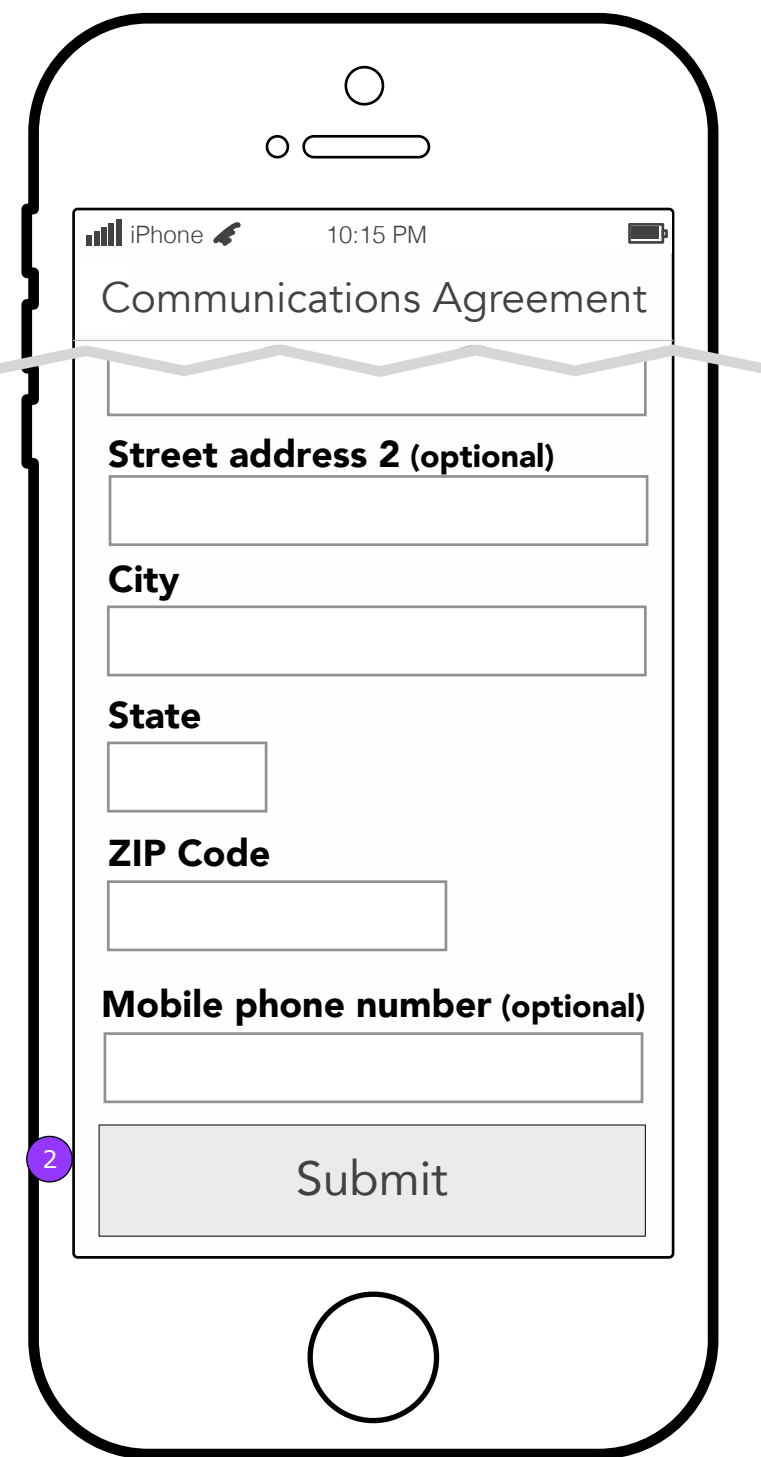 iPhone 10:15 PM
Communications Agreement
Street address 2 (optional)
City
State
ZIP Code
Mobile phone number (optional)
2
Submit